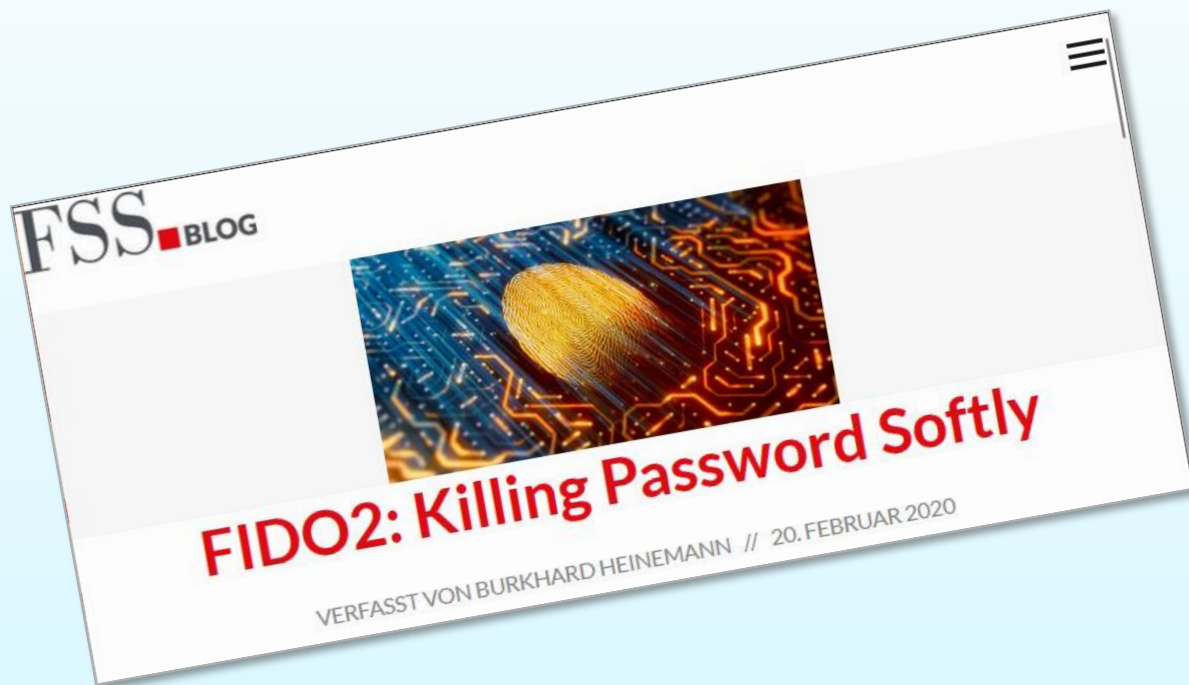 FSS BLOG
FIDO2: Killing Password Softly
VERFASST VON BURKHARD HEINEMANN // 20. FEBRUAR 2020